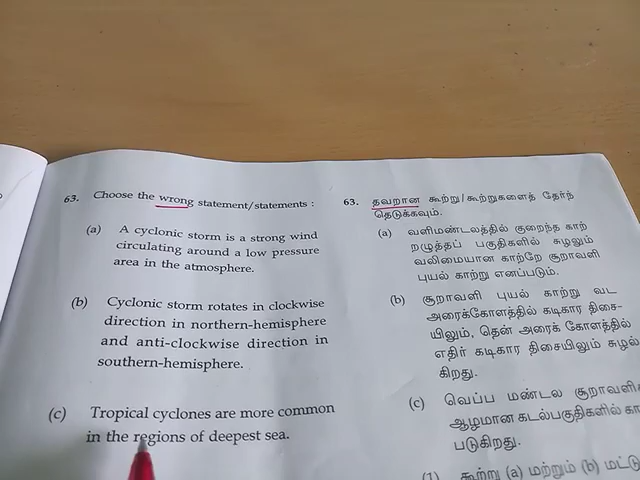 63. Choose the wrong statement/statements :
(a) A cyclonic storm is a strong wind
circulating around a low pressure
area in the atmosphere.
(b) Cyclonic storm rotates in clockwise
direction in northern-hemisphere
and anti-clockwise direction in
southern-hemisphere.
(c) Tropical cyclones are more common
in the regions of deepest sea.
63. தவறான கூற்று/கூற்றுகளைத் தேர்ந்
தெடுக்கவும்.
(a) வளிமண்டலத்தில் குறைந்த காற்
றழுத்தப் பகுதிகளில் சுழலும்
வலிமையான காற்றே சூறாவளி
புயல் காற்று எனப்படும்.
(b) சூறாவளி புயல் காற்று வட
அரைக்கோளத்தில் கடிகார திசை-
யிலும், தென் அரைக் கோளத்தில்
எதிர் கடிகார திசையிலும் சுழல்
கிறது.
(c) வெப்ப மண்டல சூறாவளி
ஆழமான கடல்பகுதிகளில்
படுகிறது.
(1) கூற்று (a) மற்றும் (b)